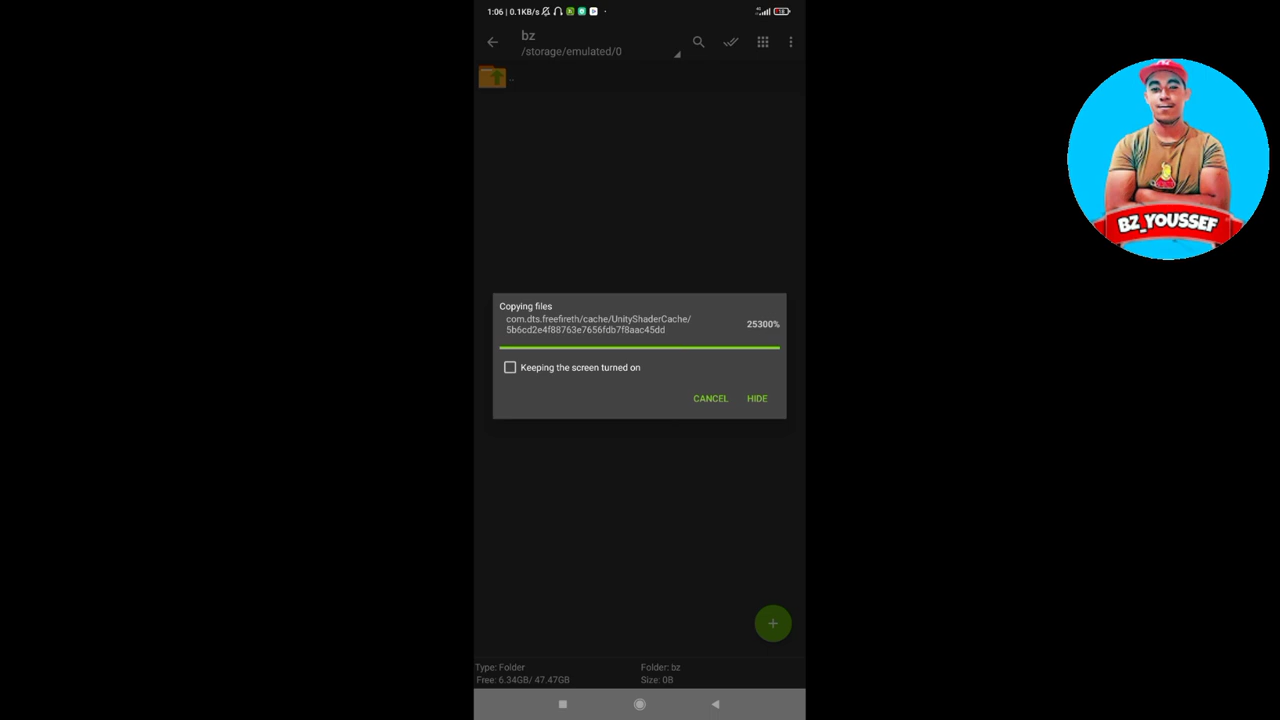 1:06 | 0.1KB/s
bz
/storage/emulated/0
..
Copying files
com.dts.freefireth/cache/UnityShaderCache/
5b6cd2e4f88763e7656fdb7f8aac45dd
25300%
Keeping the screen turned on
CANCEL HIDE
+
Type: Folder Folder: bz
Free: 6.34GB/ 47.47GB Size: 0B
BZ_YOUSSEF